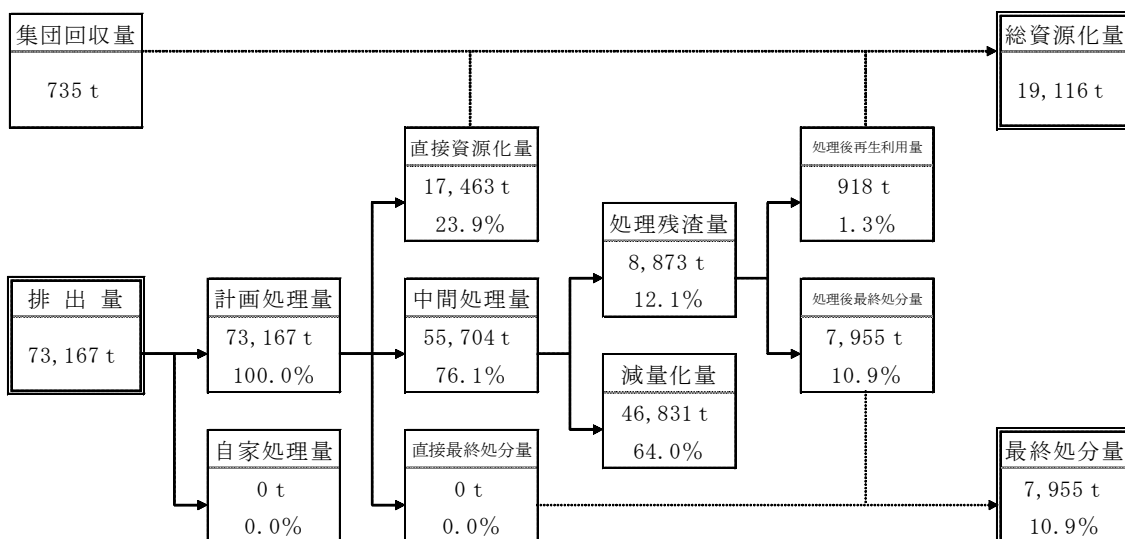 集団回収量
735 t
総資源化量
19,116 t
直接資源化量
17,463 t
23.9%
処理後再生利用量
918 t
1.3%
処理残渣量
8,873 t
12.1%
排出量
73,167 t
計画処理量
73,167 t
100.0%
中間処理量
55,704 t
76.1%
処理後最終処分量
7,955 t
10.9%
減量化量
46,831 t
64.0%
自家処理量
0 t
0.0%
直接最終処分量
0 t
0.0%
最終処分量
7,955 t
10.9%